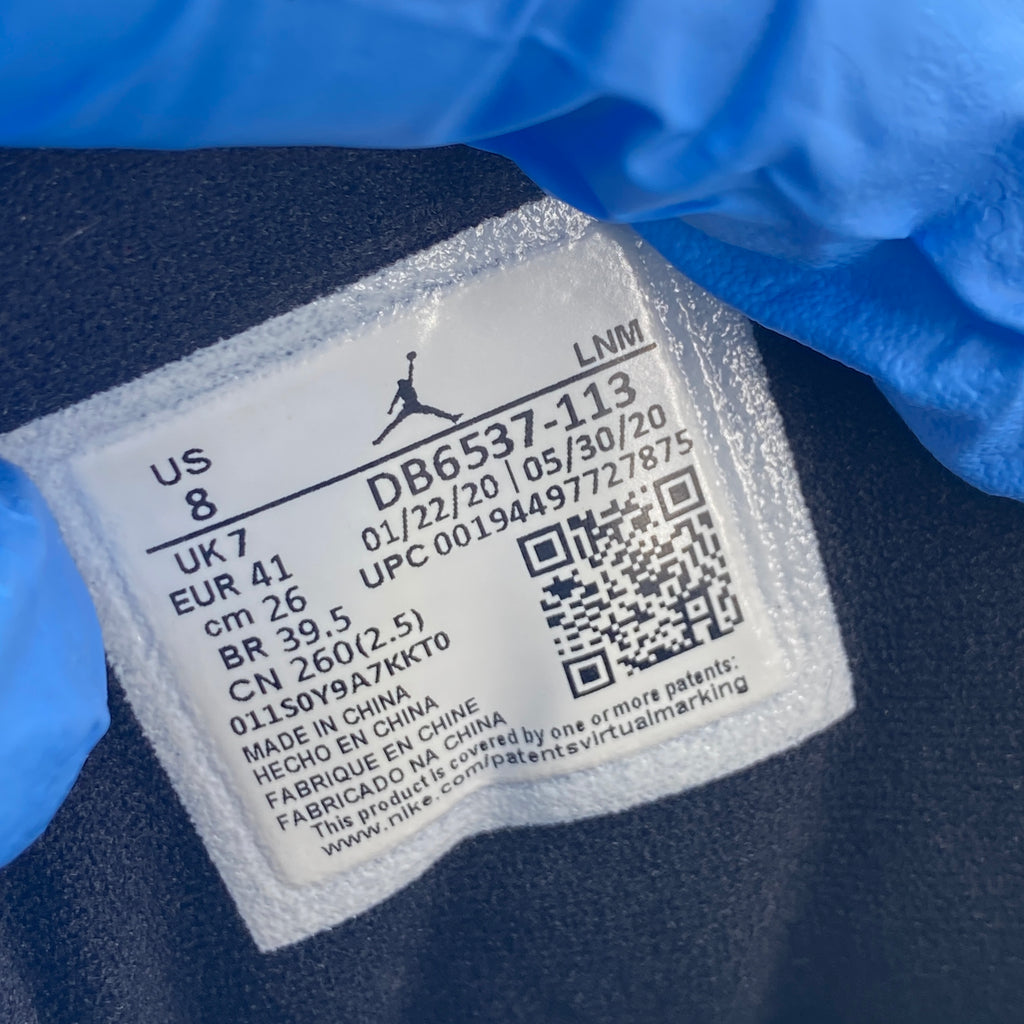 LNM
US
8
DB6537-113
01/22/20 | 05/30/20
UPC 00194497727875
UK 7
EUR 41
cm 26
BR 39.5
CN 260(2.5)
011S0Y9A7KKT0
MADE IN CHINA
HECHO EN CHINA
FABRIQUE EN CHINE
FABRICADO NA CHINA
This product is covered by one or more patents:
www.nike.com/patentsvirtualmarking